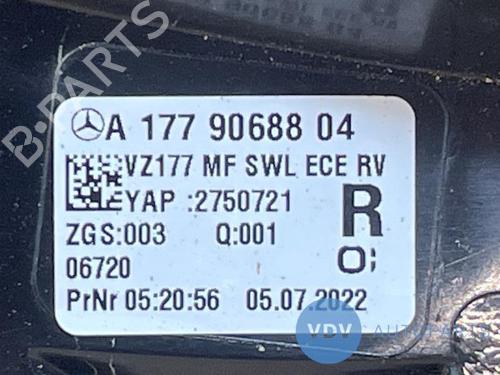 A 177 90688 04
VZ177 MF SWL ECE RV
YAP :2750721
R
ZGS:003 Q:001
06720
O;
PrNr 05:20:56 05.07.2022
B-PARTS
VDV AUTOPARTS